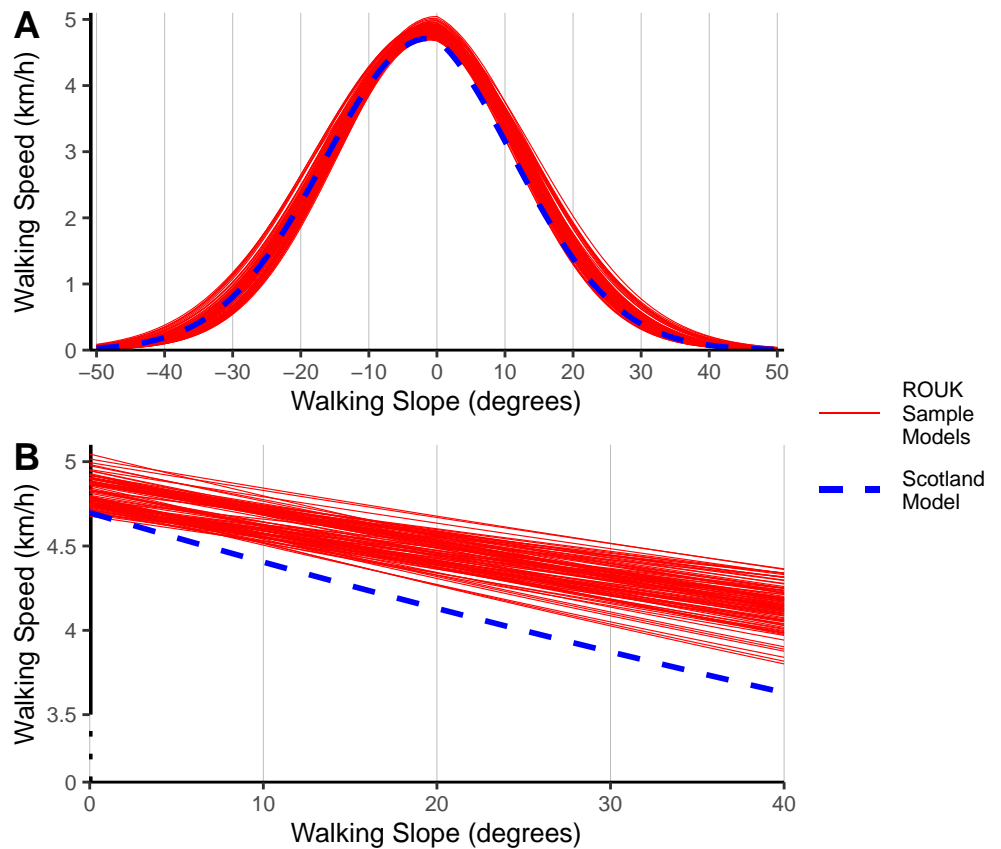 A
Walking Speed (km/h)
5
4
3
2
1
0
−50 −40 −30 −20 −10 0 10 20 30 40 50
Walking Slope (degrees)
B
Walking Speed (km/h)
5
4.5
4
3.5
0
0 10 20 30 40
Walking Slope (degrees)
ROUK
Sample
Models
Scotland
Model